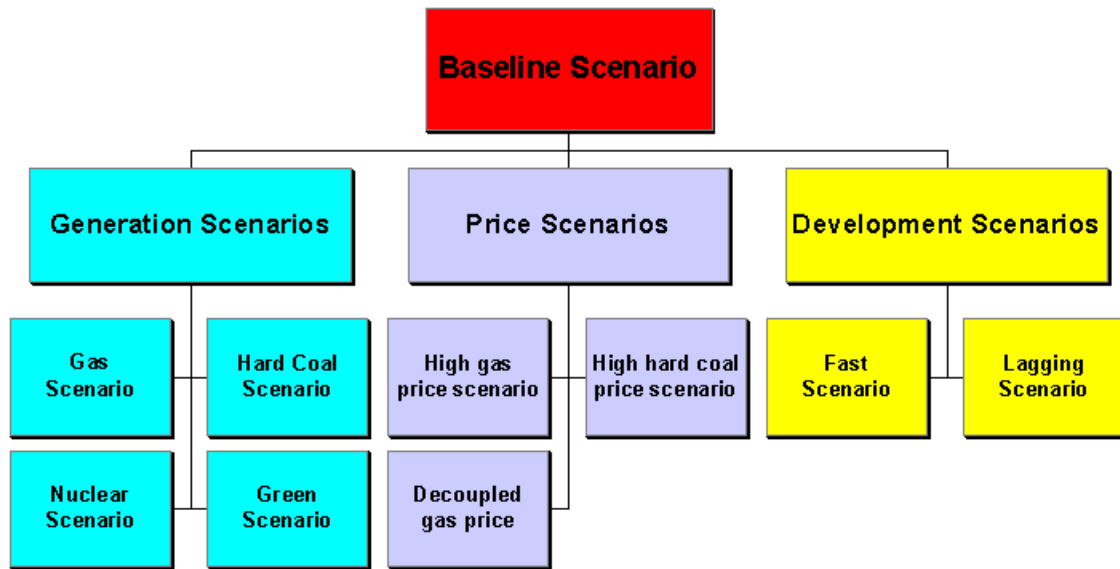 Baseline Scenario
Generation Scenarios
Price Scenarios
Development Scenarios
Gas
Scenario
Hard Coal
Scenario
High gas
price scenario
High hard coal
price scenario
Fast
Scenario
Lagging
Scenario
Nuclear
Scenario
Green
Scenario
Decoupled
gas price